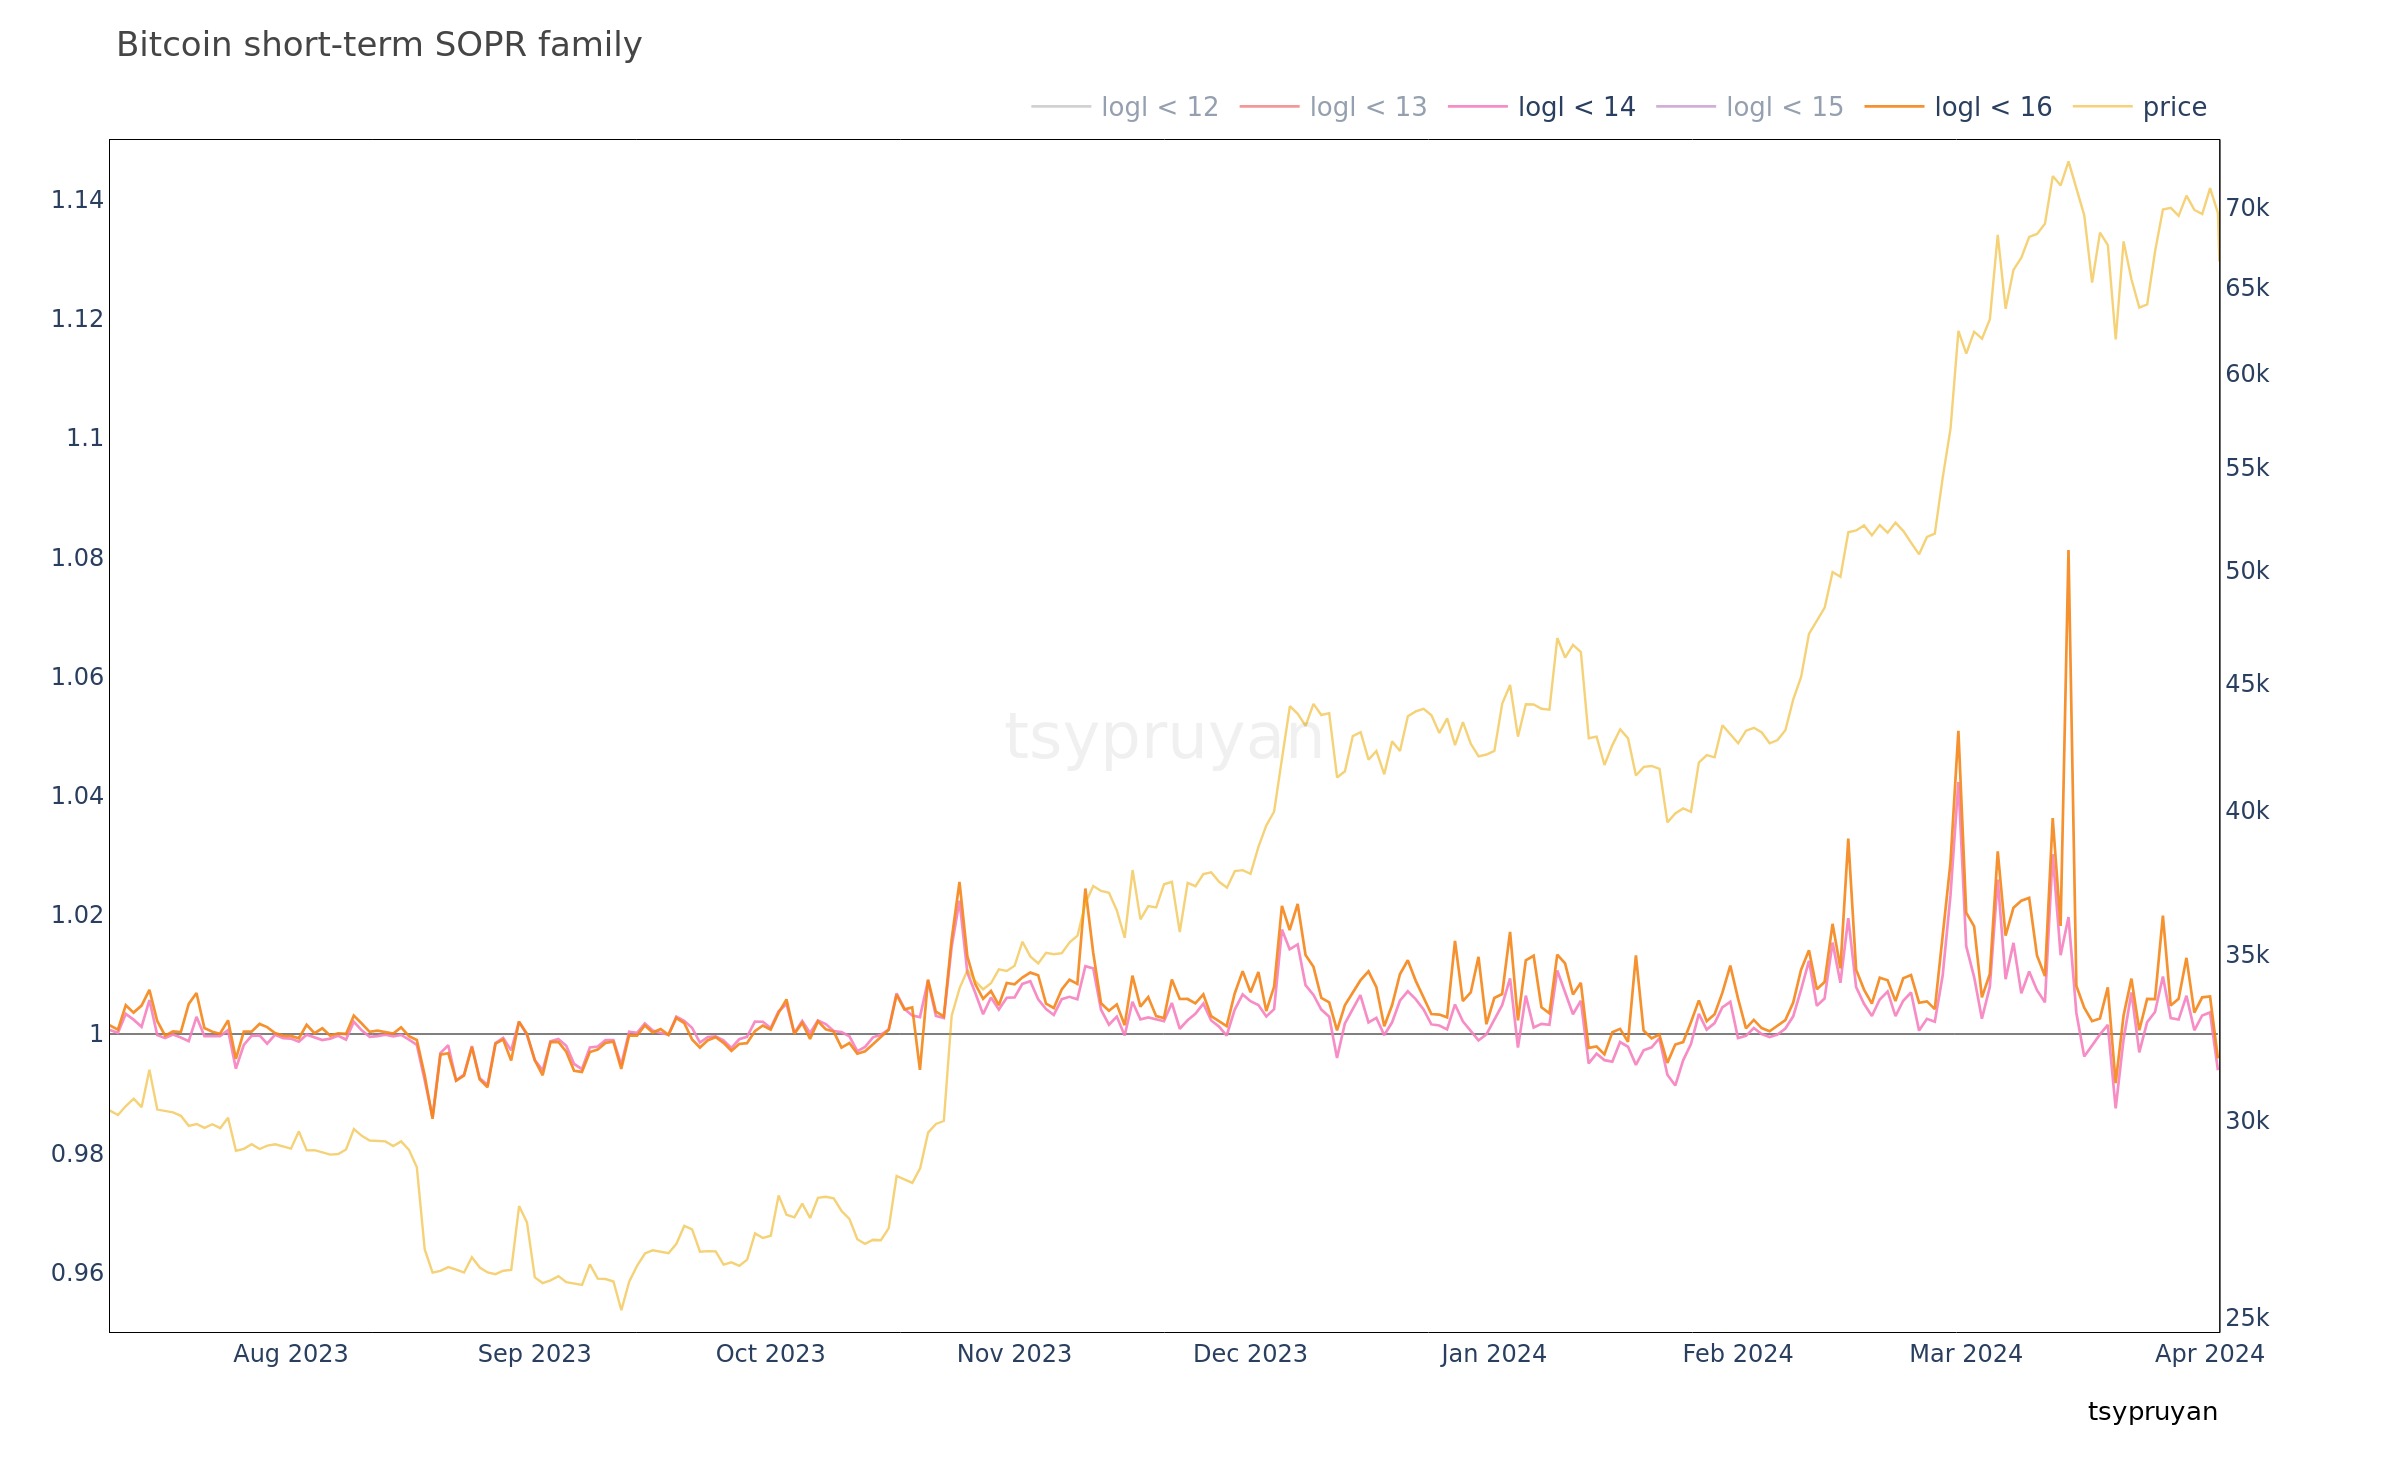 Bitcoin short-term SOPR family
logl < 12 logl < 13 logl < 14 logl < 15 logl < 16 price
1.14
1.12
1.1
1.08
1.06
1.04
1.02
1
0.98
0.96
70k
65k
60k
55k
50k
45k
40k
35k
30k
25k
tsypruyan
Aug 2023 Sep 2023 Oct 2023 Nov 2023 Dec 2023 Jan 2024 Feb 2024 Mar 2024 Apr 2024
tsypruyan